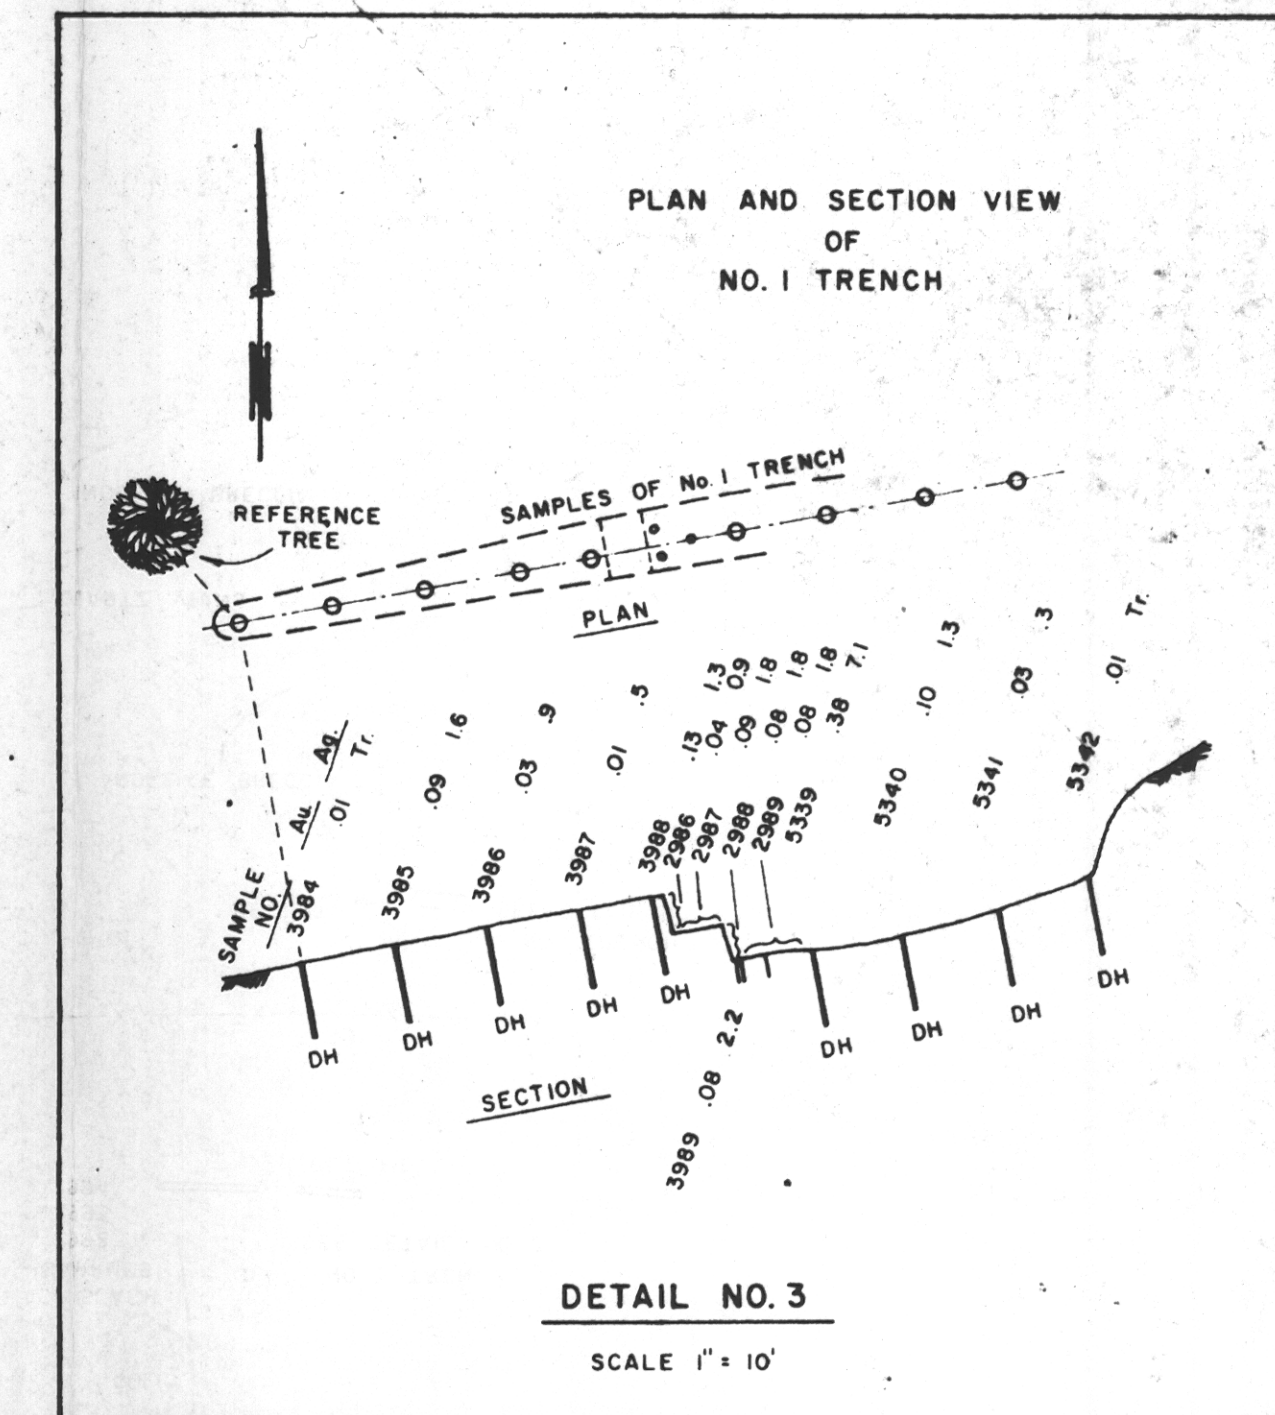 PLAN AND SECTION VIEW
OF
NO. 1 TRENCH
SAMPLES OF No. 1 TRENCH
REFERENCE
TREE
PLAN
SAMPLE
NO.
Au.
Ag.
3984 .01 Tr.
3985 .09 1.6
3986 .03 .9
3987 .01 .5
3988 .13 1.3
2986 .04 0.9
2987 .09 1.8
2988 .08 1.8
2989 .08 1.8
5339 .38 7.1
5340 .10 1.3
5341 .03 .3
5342 .01 Tr.
DH
DH
DH
DH
DH
DH
DH
DH
DH
3989 .08 2.2
SECTION
DETAIL NO. 3
SCALE 1" = 10'